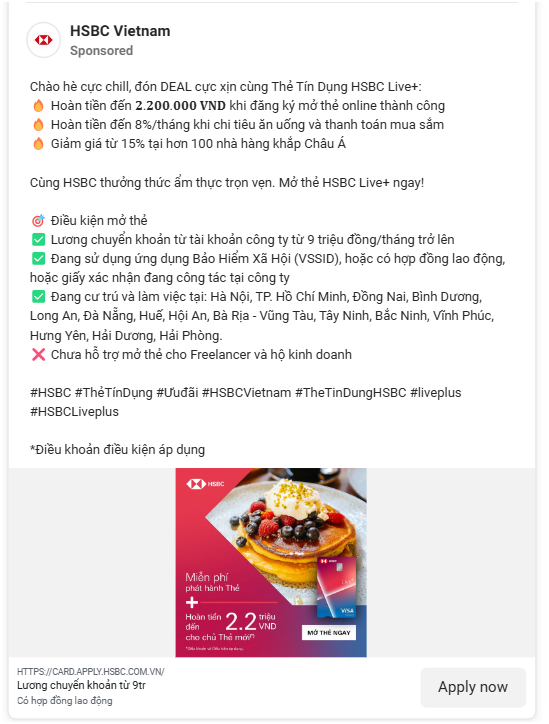 HSBC Vietnam
Sponsored
Chào hè cực chill, đón DEAL cực xịn cùng Thẻ Tín Dụng HSBC Live+:
🔥 Hoàn tiền đến 2.200.000 VND khi đăng ký mở thẻ online thành công
🔥 Hoàn tiền đến 8%/tháng khi chi tiêu ăn uống và thanh toán mua sắm
🔥 Giảm giá từ 15% tại hơn 100 nhà hàng khắp Châu Á
Cùng HSBC thưởng thức ẩm thực trọn vẹn. Mở thẻ HSBC Live+ ngay!
🎯 Điều kiện mở thẻ
✅ Lương chuyển khoản từ tài khoản công ty từ 9 triệu đồng/tháng trở lên
✅ Đang sử dụng ứng dụng Bảo Hiểm Xã Hội (VSSID), hoặc có hợp đồng lao động,
hoặc giấy xác nhận đang công tác tại công ty
✅ Đang cư trú và làm việc tại: Hà Nội, TP. Hồ Chí Minh, Đồng Nai, Bình Dương,
Long An, Đà Nẵng, Huế, Hội An, Bà Rịa - Vũng Tàu, Tây Ninh, Bắc Ninh, Vĩnh Phúc,
Hưng Yên, Hải Dương, Hải Phòng.
❌ Chưa hỗ trợ mở thẻ cho Freelancer và hộ kinh doanh
#HSBC #ThẻTínDụng #Ưuđãi #HSBCVietnam #TheTinDungHSBC #liveplus
#HSBCLiveplus
*Điều khoản điều kiện áp dụng
HSBC
Miễn phí
phát hành Thẻ
+
Hoàn tiền
đến 2.2 triệu VND
cho chủ Thẻ mới(*)
VISA
MỞ THẺ NGAY
HTTPS://CARD.APPLY.HSBC.COM.VN/
Lương chuyển khoản từ 9tr
Có hợp đồng lao động
Apply now